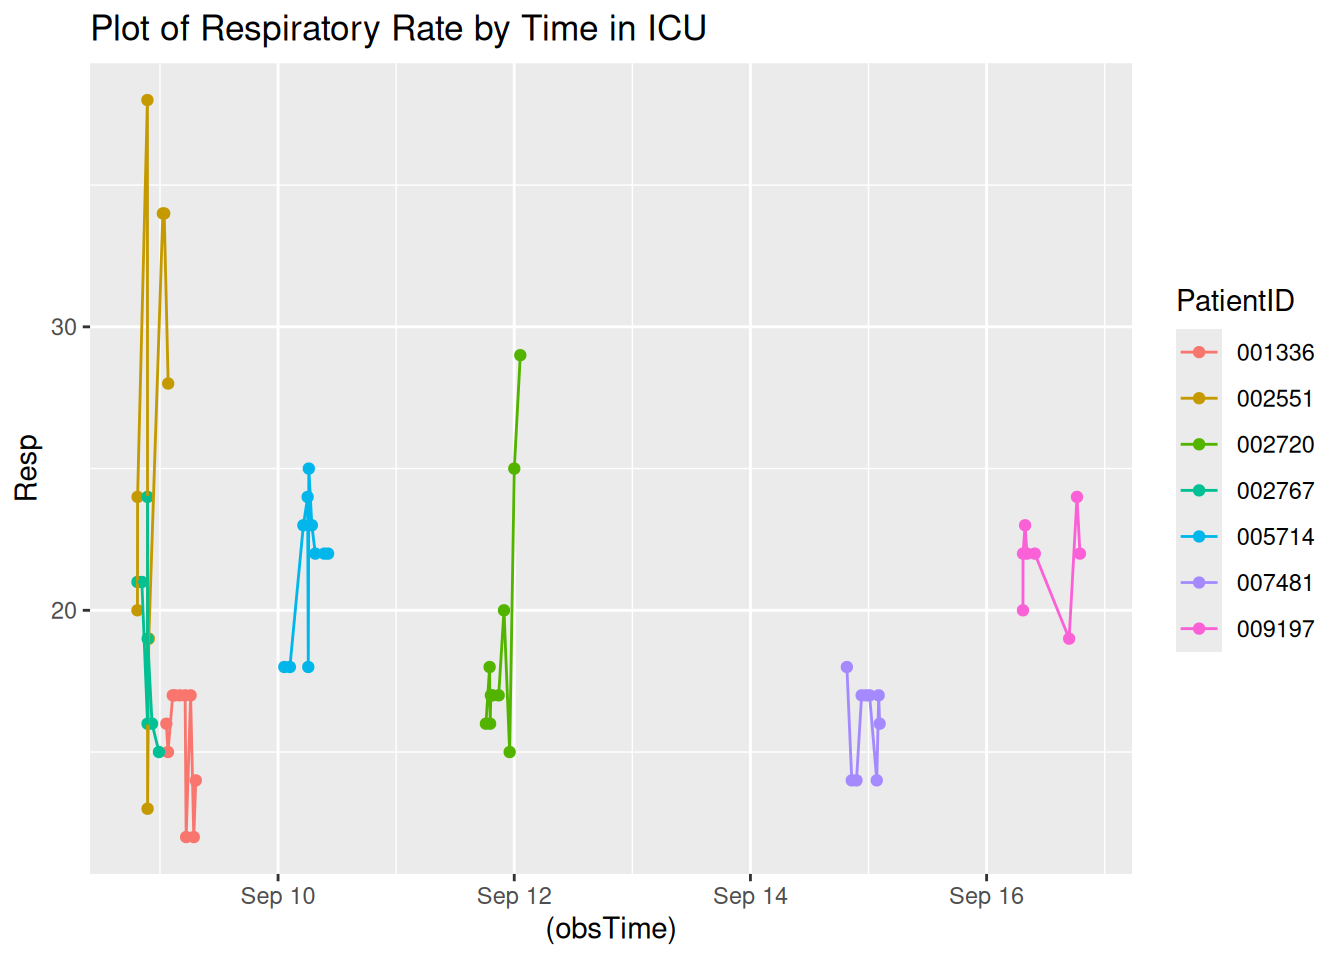 Plot of Respiratory Rate by Time in ICU
Resp
30
20
Sep 10
Sep 12
Sep 14
Sep 16
(obsTime)
PatientID
001336
002551
002720
002767
005714
007481
009197